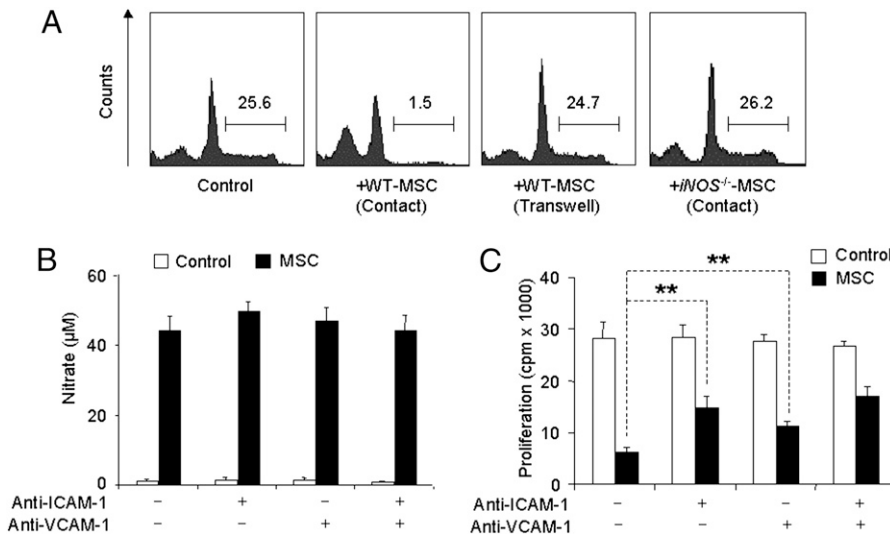 A
Counts
25.6
1.5
24.7
26.2
Control
+WT-MSC
(Contact)
+WT-MSC
(Transwell)
+iNOS-/--MSC
(Contact)
B
Control MSC
Nitrate (µM)
60
40
20
0
Anti-ICAM-1 − + − +
Anti-VCAM-1 − − + +
C
Control
MSC
Proliferation (cpm x 1000)
40
30
20
10
0
** **
Anti-ICAM-1 − + − +
Anti-VCAM-1 − − + +